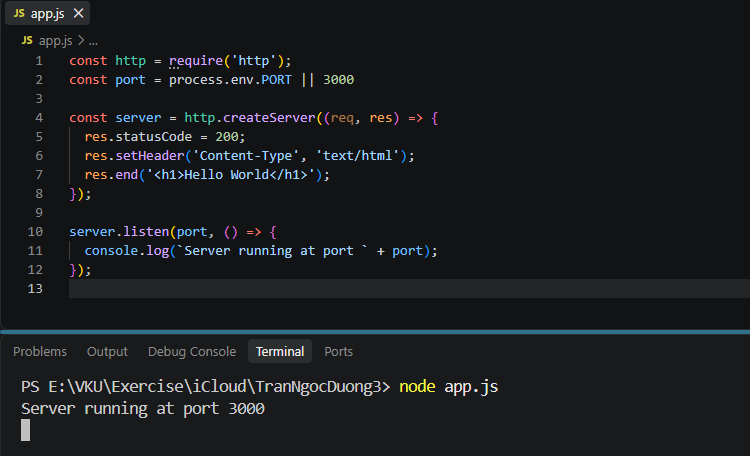 JS app.js ×
JS app.js > ...
1 const http = require('http');
2 const port = process.env.PORT || 3000
3
4 const server = http.createServer((req, res) => {
5   res.statusCode = 200;
6   res.setHeader('Content-Type', 'text/html');
7   res.end('<h1>Hello World</h1>');
8 });
9
10 server.listen(port, () => {
11   console.log(`Server running at port ` + port);
12 });
13
Problems Output Debug Console Terminal Ports
PS E:\VKU\Exercise\iCloud\TranNgocDuong3> node app.js
Server running at port 3000